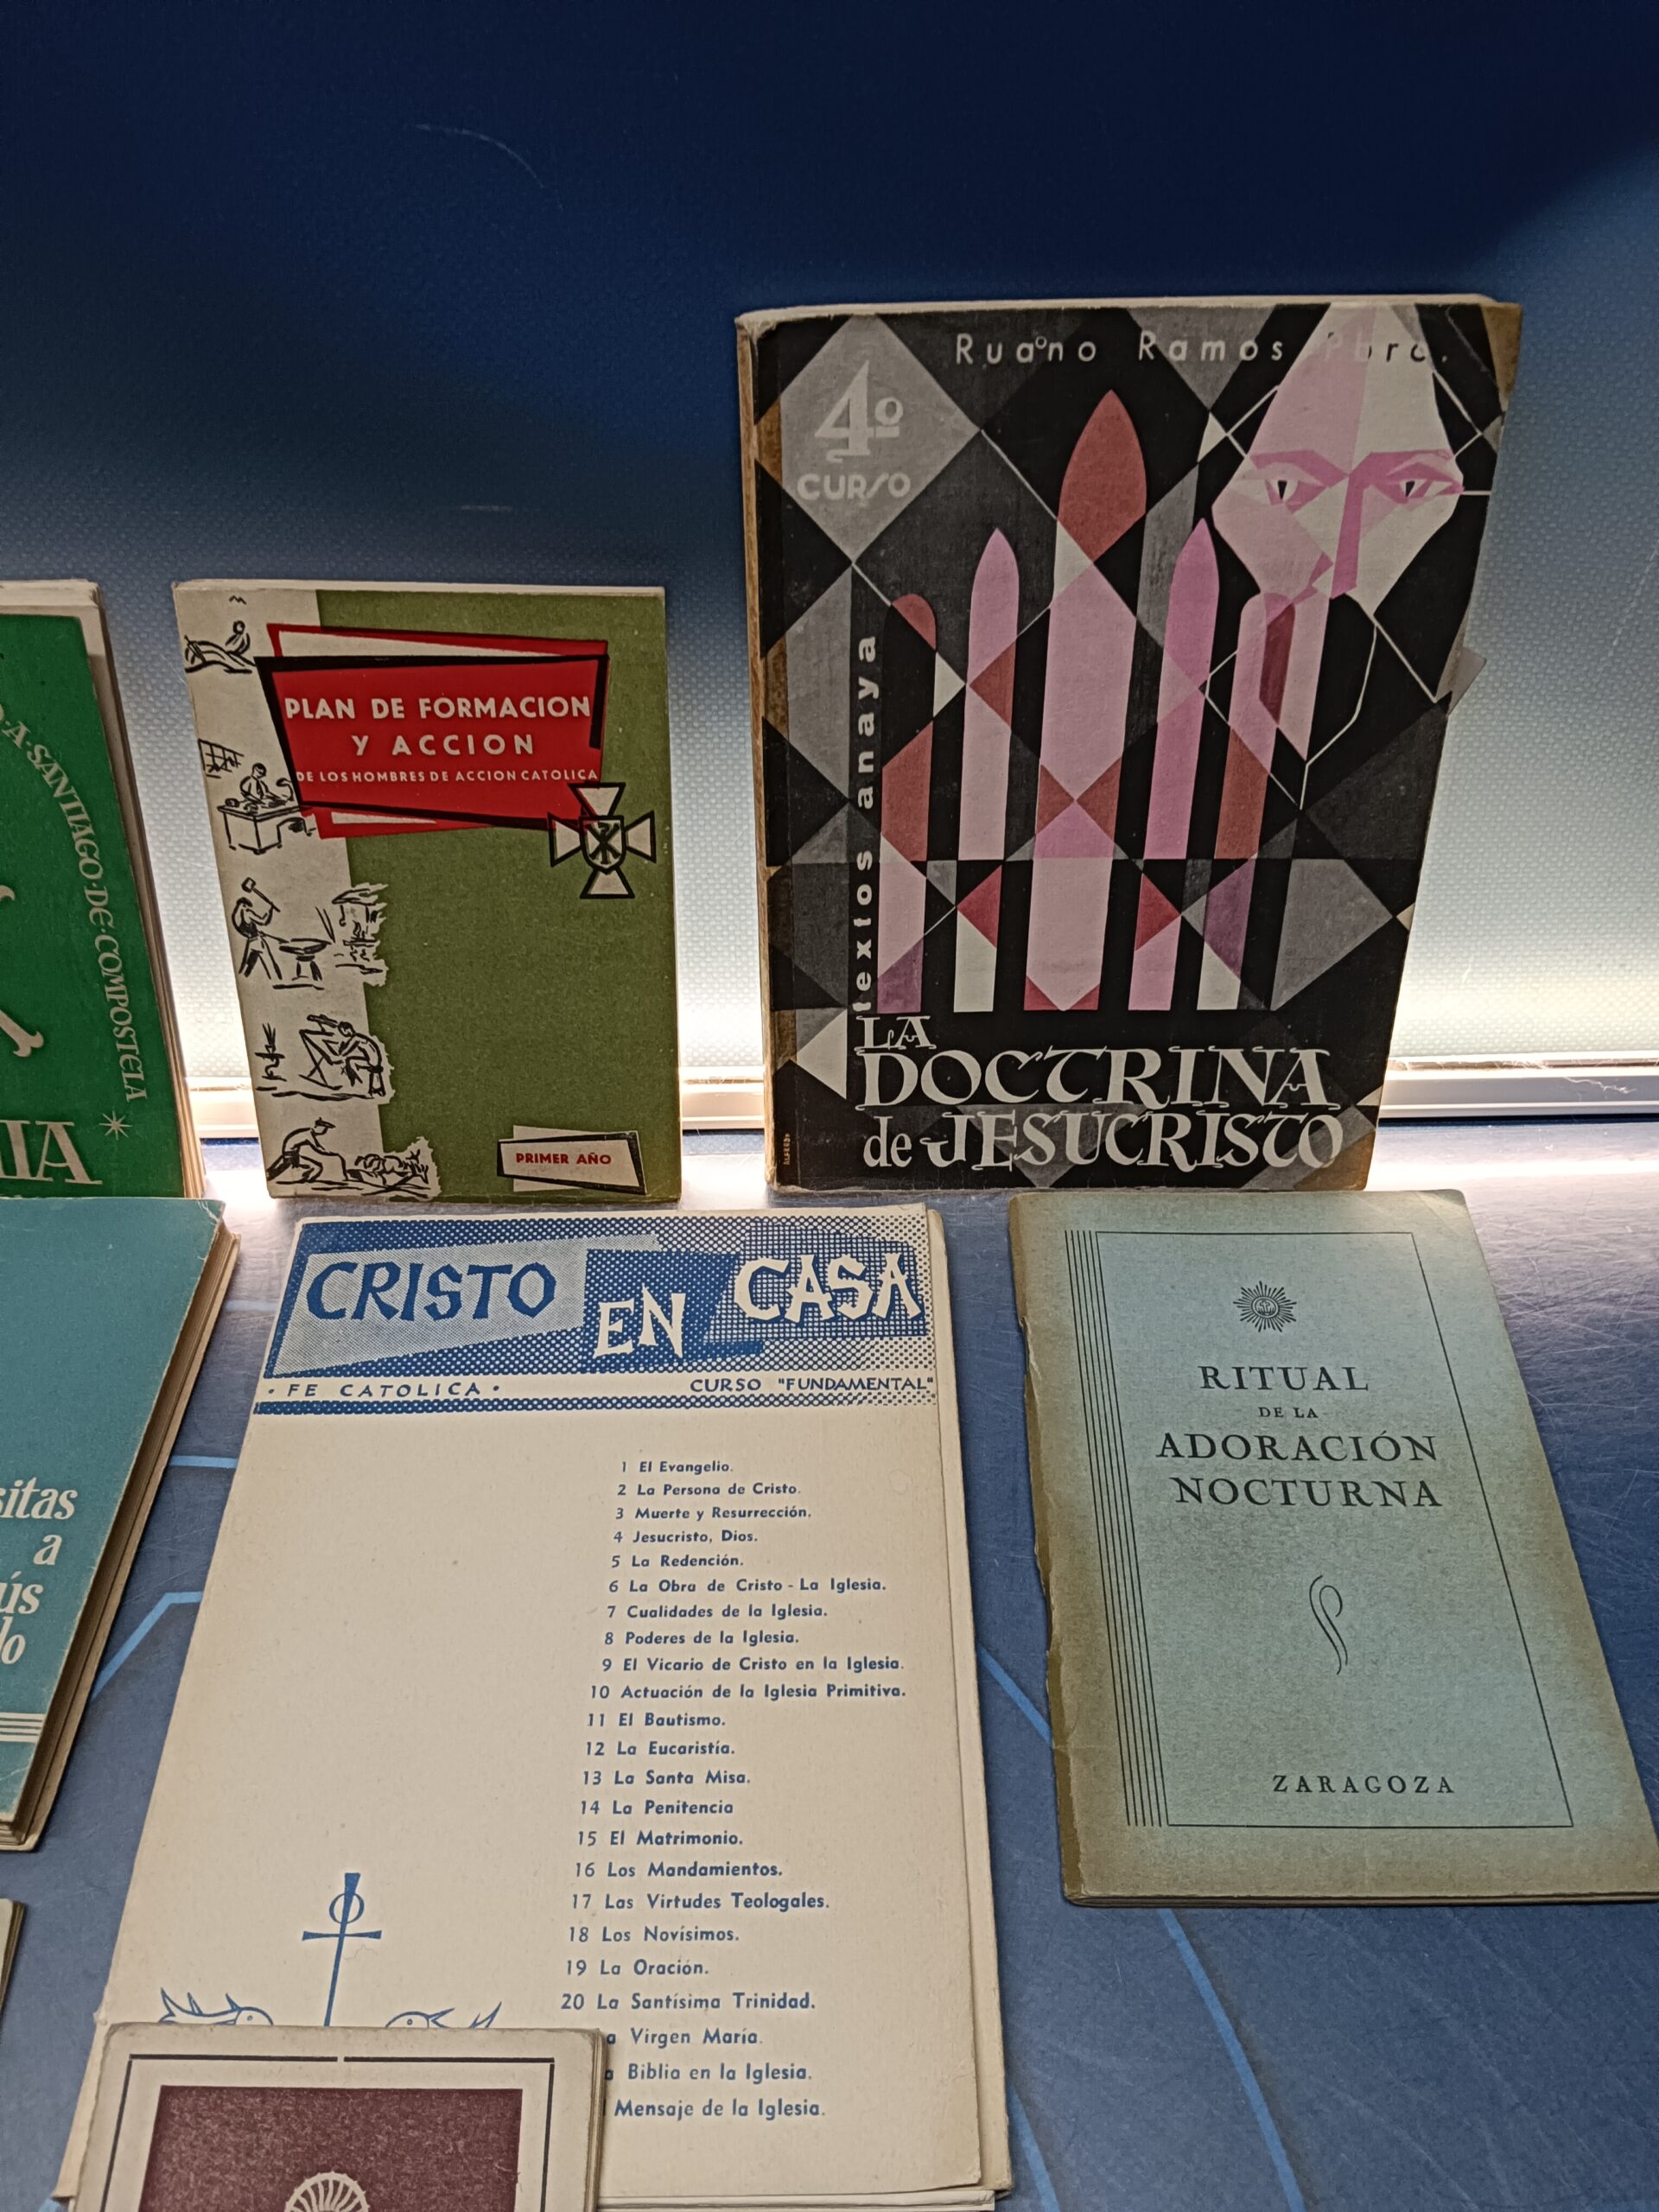 A·SANTIAGO·DE·COMPOSTELA
PLAN DE FORMACION
Y ACCION
DE LOS HOMBRES DE ACCION CATOLICA
PRIMER AÑO
Ruano Ramos
4º
CURSO
textos anaya
LA
DOCTRINA
de JESUCRISTO
sitas
a
ús
lo
CRISTO EN CASA
· FE CATOLICA · CURSO "FUNDAMENTAL"
1 El Evangelio.
2 La Persona de Cristo.
3 Muerte y Resurrección.
4 Jesucristo, Dios.
5 La Redención.
6 La Obra de Cristo - La Iglesia.
7 Cualidades de la Iglesia.
8 Poderes de la Iglesia.
9 El Vicario de Cristo en la Iglesia.
10 Actuación de la Iglesia Primitiva.
11 El Bautismo.
12 La Eucaristía.
13 La Santa Misa.
14 La Penitencia
15 El Matrimonio.
16 Los Mandamientos.
17 Las Virtudes Teologales.
18 Los Novísimos.
19 La Oración.
20 La Santísima Trinidad.
a Virgen María.
a Biblia en la Iglesia.
Mensaje de la Iglesia.
RITUAL
DE LA
ADORACIÓN
NOCTURNA
ZARAGOZA